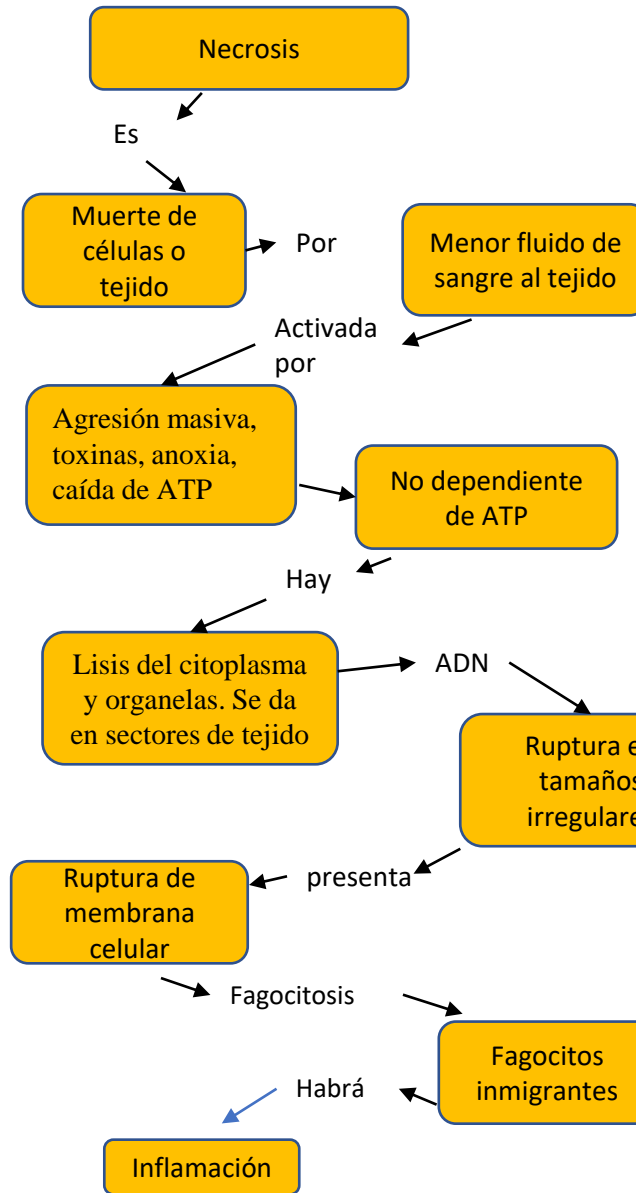 Necrosis
Es
Muerte de
células o
tejido
Por
Menor fluido de
sangre al tejido
Activada
por
Agresión masiva,
toxinas, anoxia,
caída de ATP
No dependiente
de ATP
Hay
Lisis del citoplasma
y organelas. Se da
en sectores de tejido
ADN
Ruptura e
tamaños
irregulare
presenta
Ruptura de
membrana
celular
Fagocitosis
Fagocitos
inmigrantes
Habrá
Inflamación